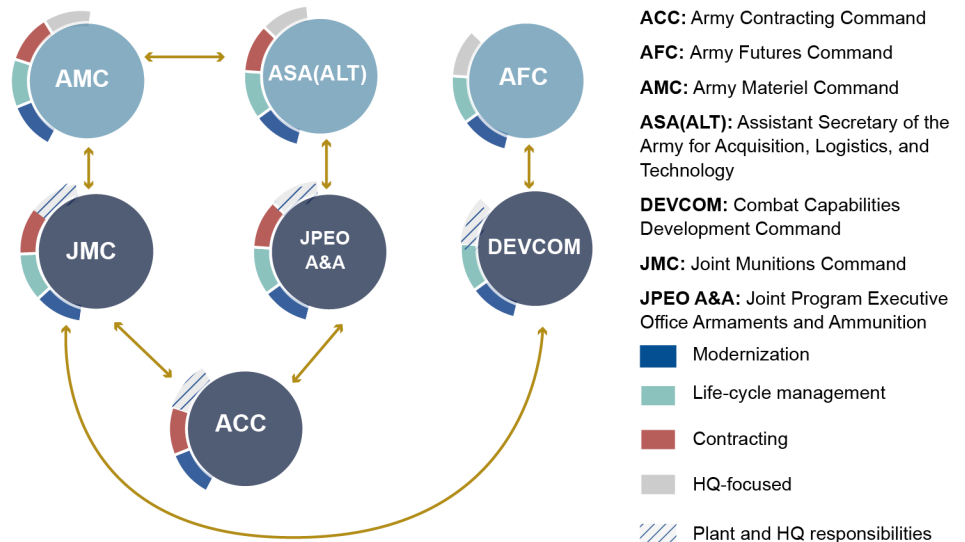 AMC
ASA(ALT)
AFC
JMC
JPEO
A&A
DEVCOM
ACC
ACC: Army Contracting Command
AFC: Army Futures Command
AMC: Army Materiel Command
ASA(ALT): Assistant Secretary of the
Army for Acquisition, Logistics, and
Technology
DEVCOM: Combat Capabilities
Development Command
JMC: Joint Munitions Command
JPEO A&A: Joint Program Executive
Office Armaments and Ammunition
Modernization
Life-cycle management
Contracting
HQ-focused
Plant and HQ responsibilities